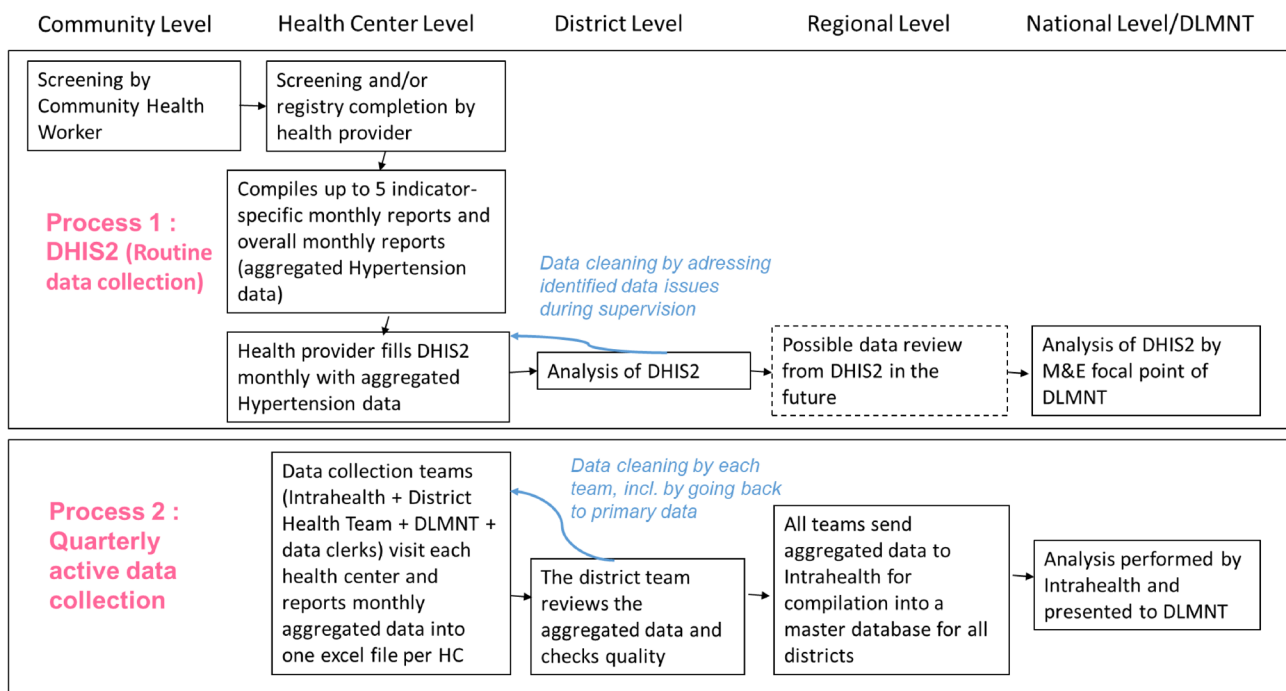 Community Level
Health Center Level
District Level
Regional Level
National Level/DLMNT
Screening by
Community Health
Worker
Screening and/or
registry completion by
health provider
Process 1 :
DHIS2 (Routine
data collection)
Compiles up to 5 indicator-
specific monthly reports and
overall monthly reports
(aggregated Hypertension
data)
Data cleaning by adressing
identified data issues
during supervision
Health provider fills DHIS2
monthly with aggregated
Hypertension data
Analysis of DHIS2
Possible data review
from DHIS2 in the
future
Analysis of DHIS2 by
M&E focal point of
DLMNT
Process 2 :
Quarterly
active data
collection
Data collection teams
(Intrahealth + District
Health Team + DLMNT +
data clerks) visit each
health center and
reports monthly
aggregated data into
one excel file per HC
Data cleaning by each
team, incl. by going back
to primary data
The district team
reviews the
aggregated data and
checks quality
All teams send
aggregated data to
Intrahealth for
compilation into a
master database for all
districts
Analysis performed by
Intrahealth and
presented to DLMNT